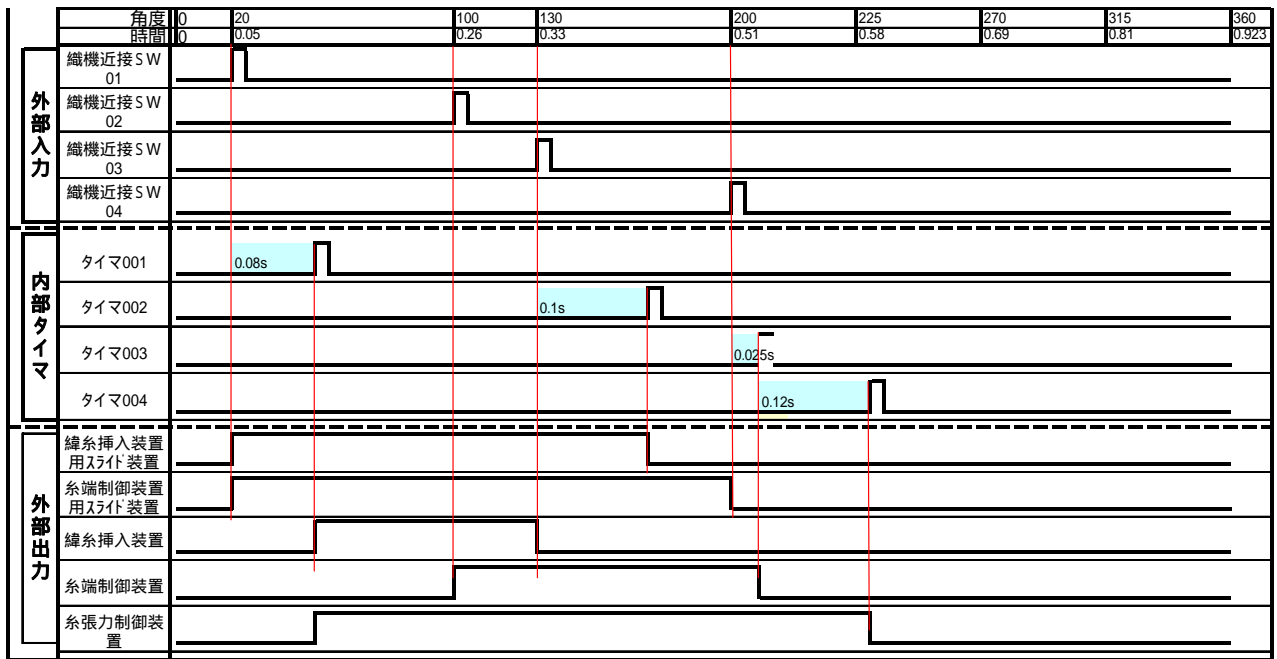 角度 0 20 100 130 200 225 270 315 360
時間 0 0.05 0.26 0.33 0.51 0.58 0.69 0.81 0.923
外部入力
織機近接SW
01
織機近接SW
02
織機近接SW
03
織機近接SW
04
内部タイマ
タイマ001
0.08s
タイマ002
0.1s
タイマ003
0.025s
タイマ004
0.12s
外部出力
緯糸挿入装置
用スライド装置
糸端制御装置
用スライド装置
緯糸挿入装置
糸端制御装置
糸張力制御装
置